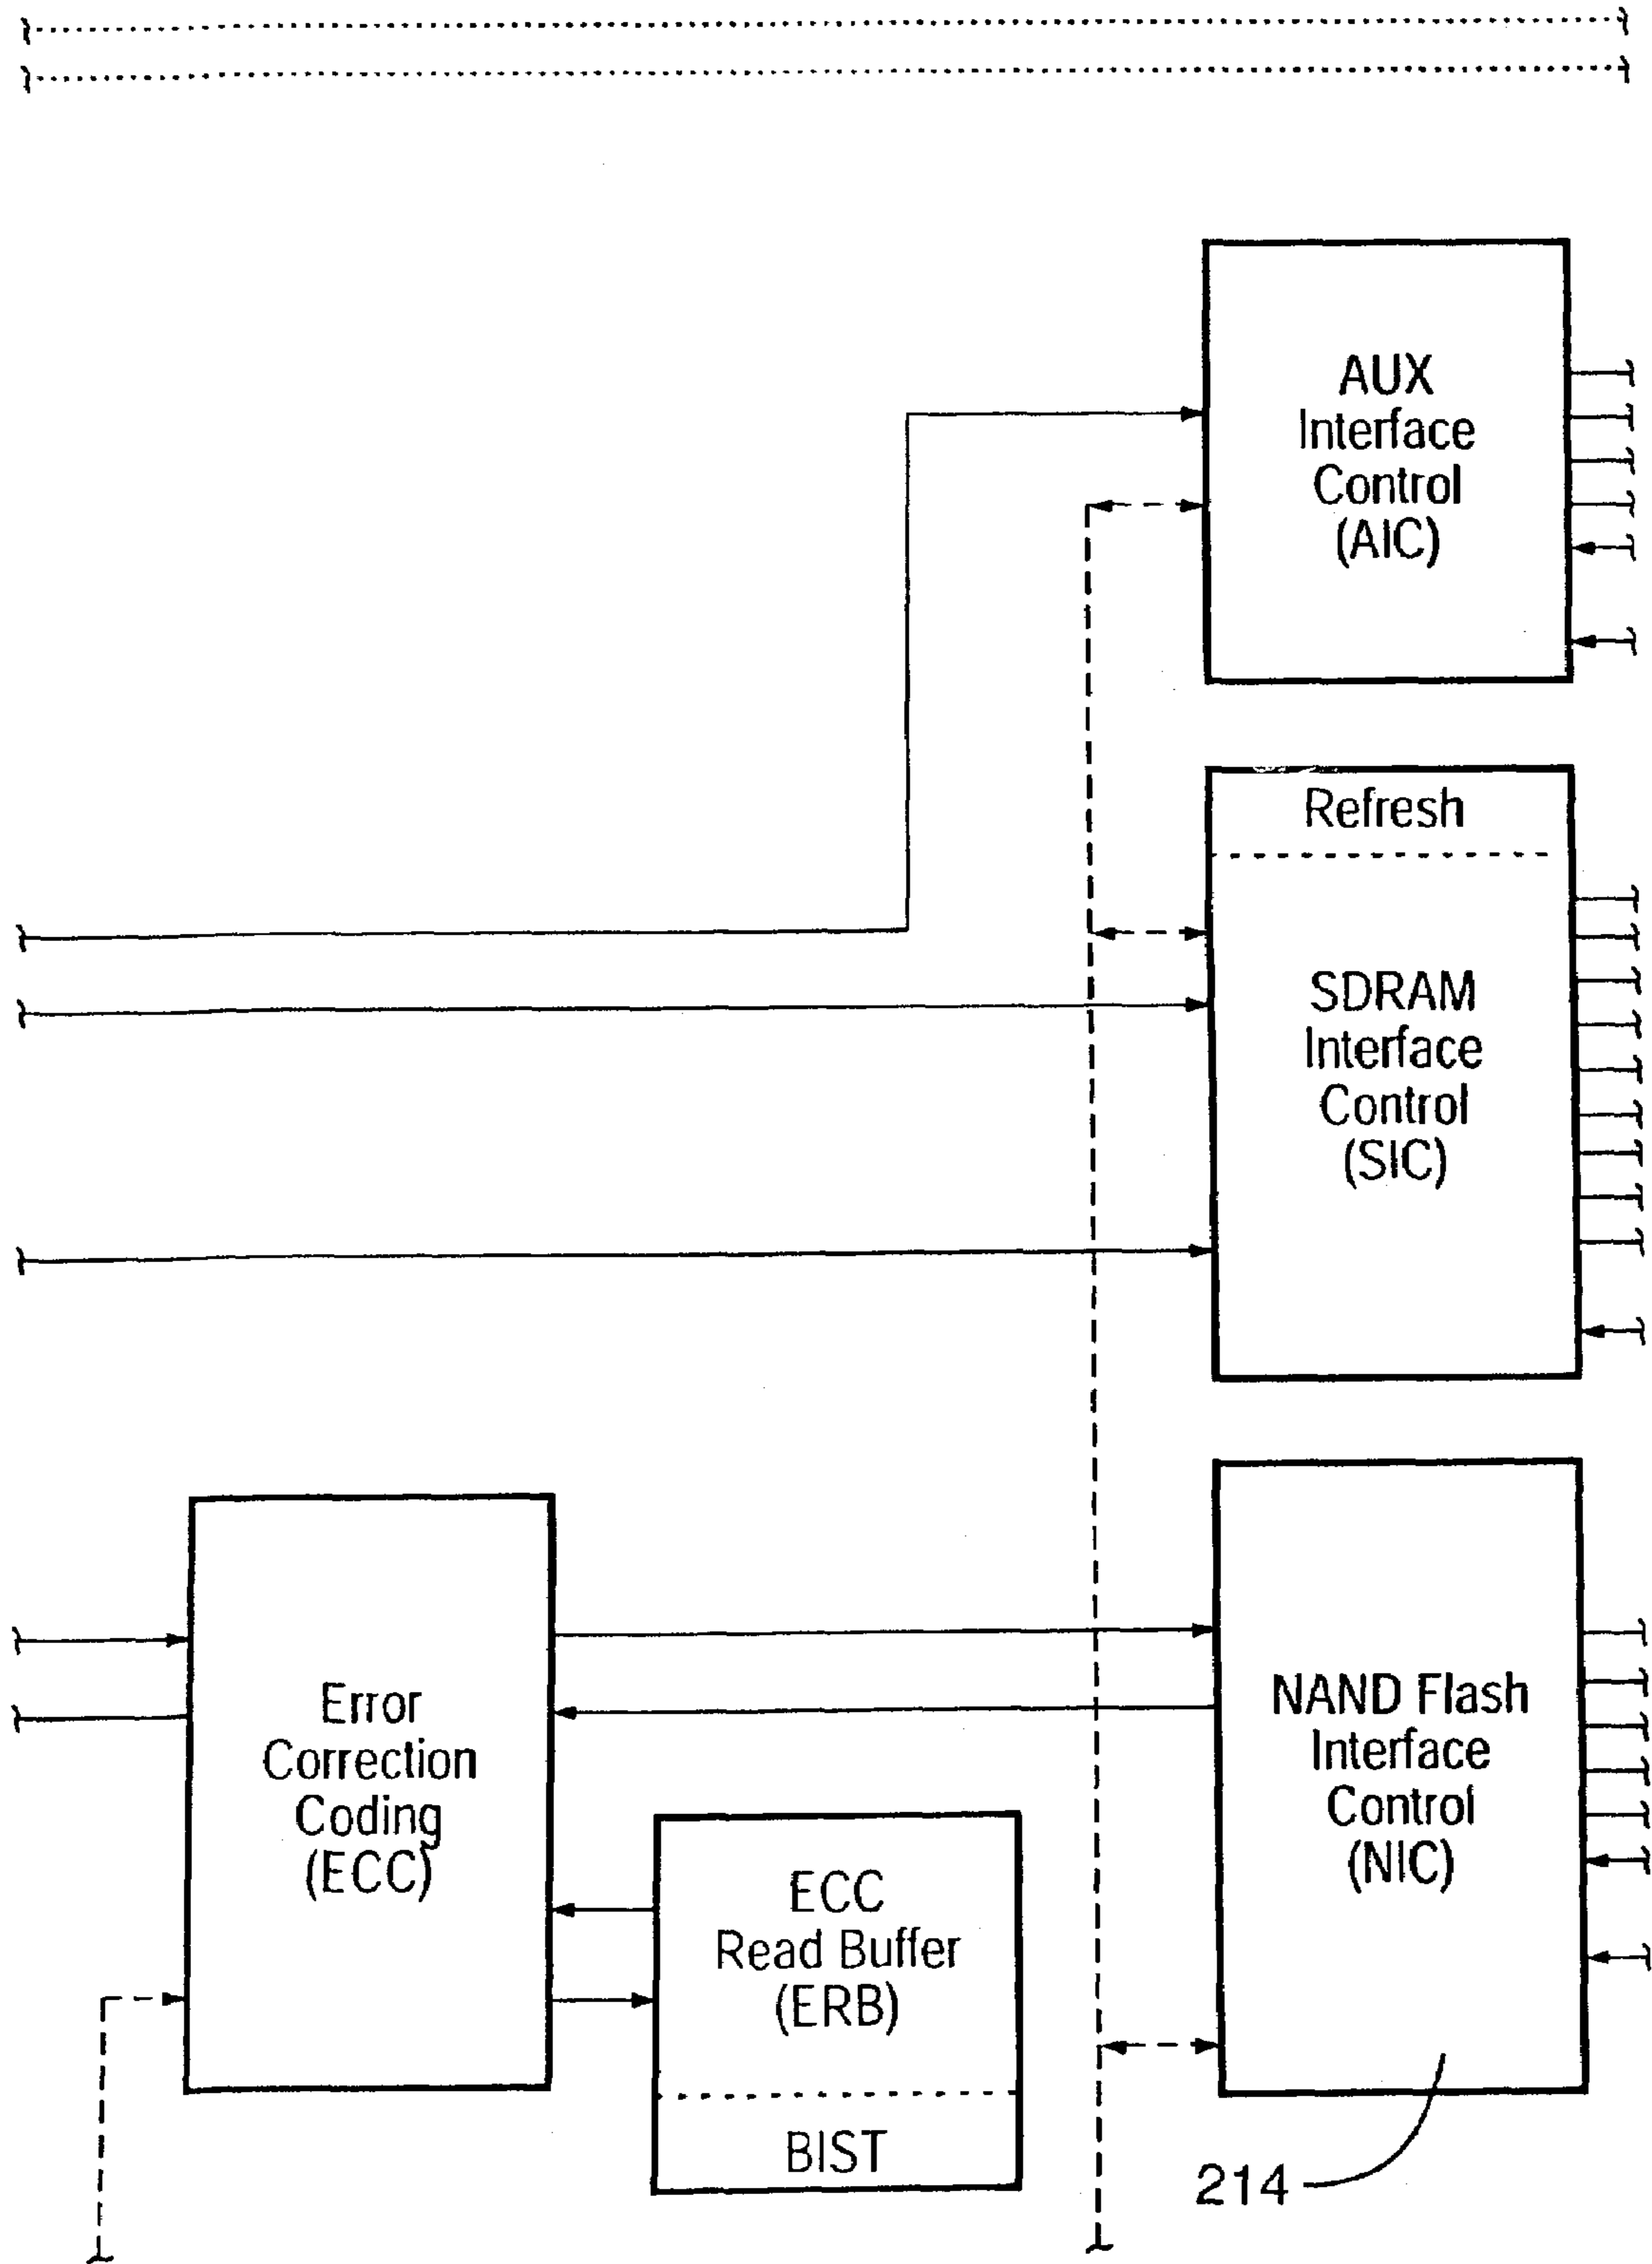 AUX
Interface
Control
(AIC)
Refresh
SDRAM
Interface
Control
(SIC)
Error
Correction
Coding
(ECC)
ECC
Read Buffer
(ERB)
BIST
NAND Flash
Interface
Control
(NIC)
214